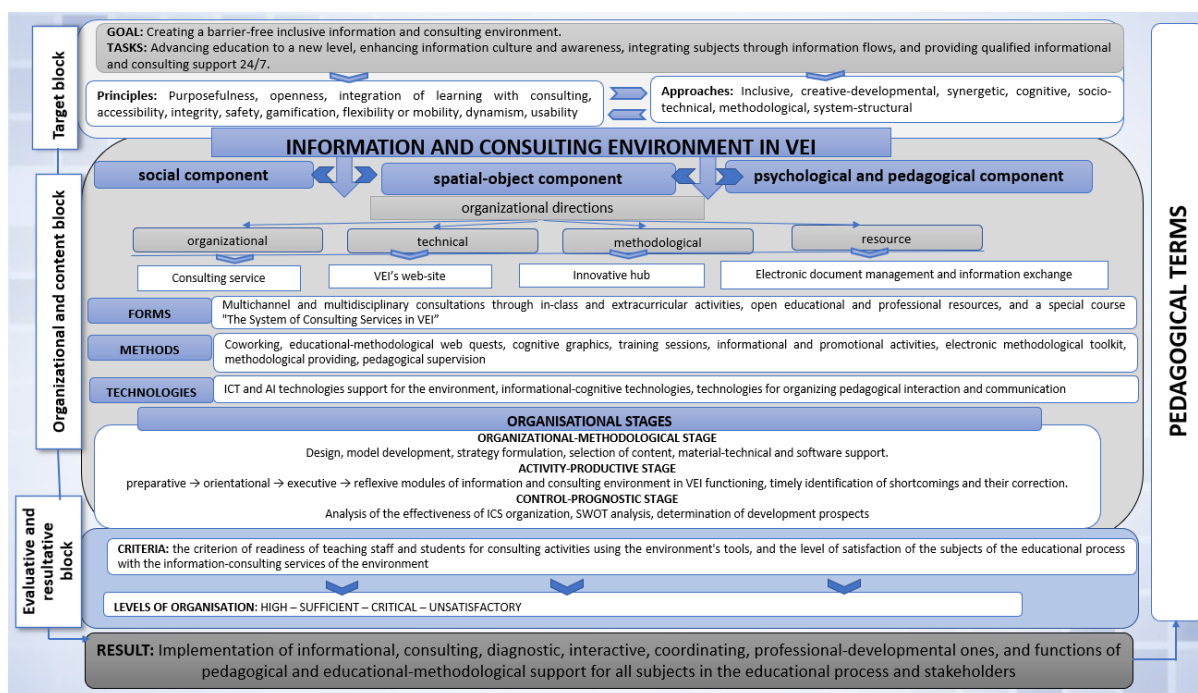 Target block
GOAL: Creating a barrier-free inclusive information and consulting environment.
TASKS: Advancing education to a new level, enhancing information culture and awareness, integrating subjects through information flows, and providing qualified informational
and consulting support 24/7.
Principles: Purposefulness, openness, integration of learning with consulting,
accessibility, integrity, safety, gamification, flexibility or mobility, dynamism, usability
Approaches: Inclusive, creative-developmental, synergetic, cognitive, socio-
technical, methodological, system-structural
Organizational and content block
INFORMATION AND CONSULTING ENVIRONMENT IN VEI
social component
spatial-object component
psychological and pedagogical component
organizational directions
organizational
technical
methodological
resource
Consulting service
VEI's web-site
Innovative hub
Electronic document management and information exchange
FORMS
Multichannel and multidisciplinary consultations through in-class and extracurricular activities, open educational and professional resources, and a special course
"The System of Consulting Services in VEI”
METHODS
Coworking, educational-methodological web quests, cognitive graphics, training sessions, informational and promotional activities, electronic methodological toolkit,
methodological providing, pedagogical supervision
TECHNOLOGIES
ICT and AI technologies support for the environment, informational-cognitive technologies, technologies for organizing pedagogical interaction and communication
ORGANISATIONAL STAGES
ORGANIZATIONAL-METHODOLOGICAL STAGE
Design, model development, strategy formulation, selection of content, material-technical and software support.
ACTIVITY-PRODUCTIVE STAGE
preparative → orientational → executive → reflexive modules of information and consulting environment in VEI functioning, timely identification of shortcomings and their correction.
CONTROL-PROGNOSTIC STAGE
Analysis of the effectiveness of ICS organization, SWOT analysis, determination of development prospects
Evaluative and
resultative
block
CRITERIA: the criterion of readiness of teaching staff and students for consulting activities using the environment's tools, and the level of satisfaction of the subjects of the educational process
with the information-consulting services of the environment
LEVELS OF ORGANISATION: HIGH – SUFFICIENT – CRITICAL – UNSATISFACTORY
RESULT: Implementation of informational, consulting, diagnostic, interactive, coordinating, professional-developmental ones, and functions of
pedagogical and educational-methodological support for all subjects in the educational process and stakeholders
PEDAGOGICAL TERMS